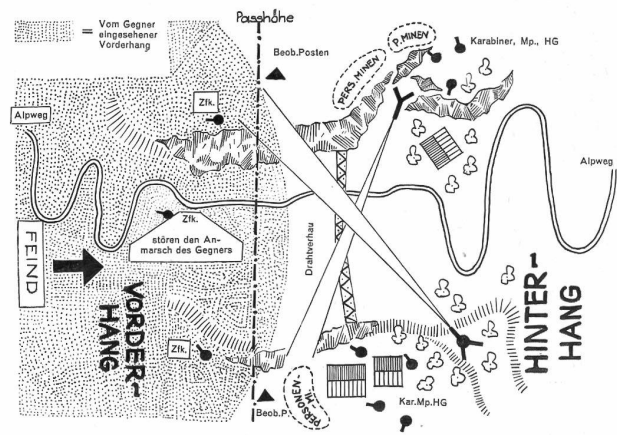 = Vom Gegner
eingesehener
Vorderhang
Passhöhe
Beob.Posten
PERS. MINEN
P. MINEN
Karabiner, Mp., HG
Zfk.
Alpweg
Alpweg
Zfk.
stören den An-
marsch des Gegners
Drahtverhau
FEIND
VORDER-
HANG
HINTER-
HANG
Zfk.
Beob.P.
PERSONEN-
MI.
Kar.Mp.HG